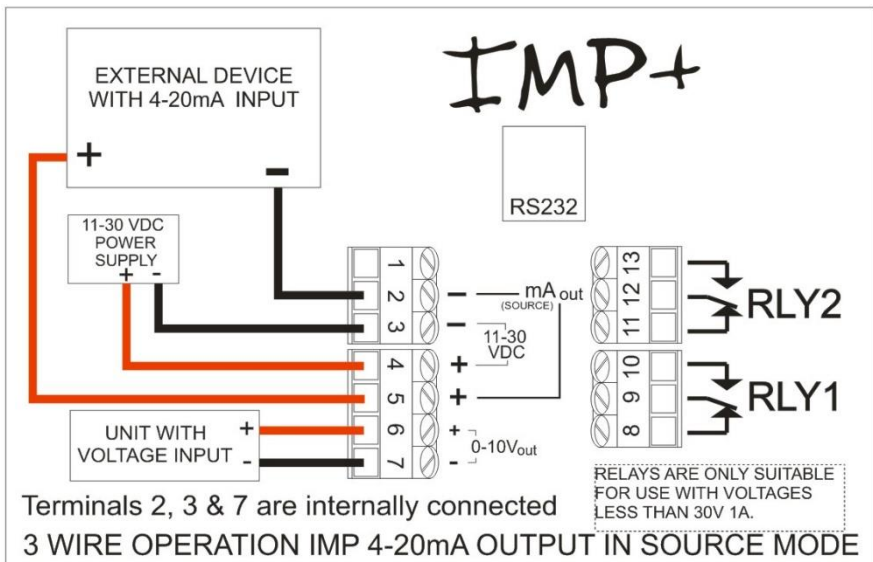 IMP+
EXTERNAL DEVICE
WITH 4-20mA INPUT
+
-
RS232
11-30 VDC
POWER
SUPPLY
+ -
1
2
3
4
5
6
7
- mA out
(SOURCE)
-
11-30
VDC
+
+
+
0-10Vout
-
13
12
11
RLY2
10
9
8
RLY1
UNIT WITH
VOLTAGE INPUT
+
-
RELAYS ARE ONLY SUITABLE
FOR USE WITH VOLTAGES
LESS THAN 30V 1A.
Terminals 2, 3 & 7 are internally connected
3 WIRE OPERATION IMP 4-20mA OUTPUT IN SOURCE MODE